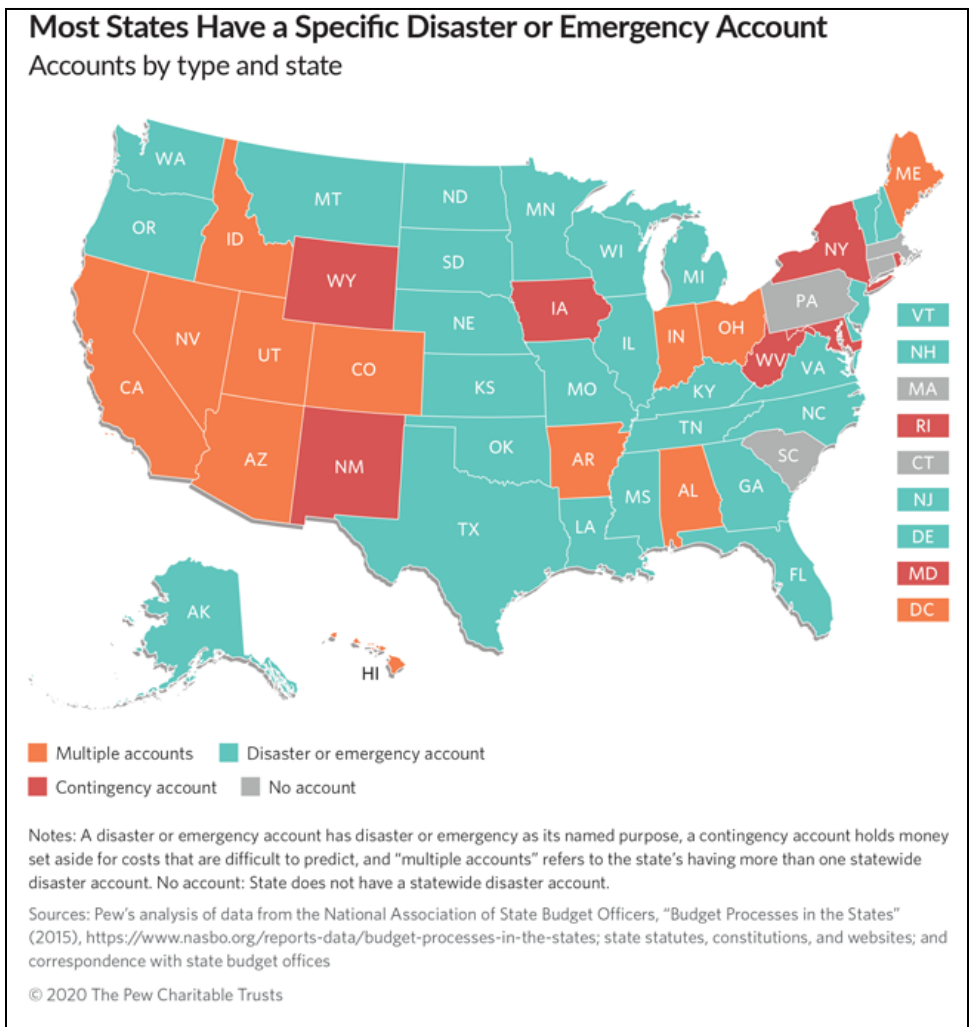 Most States Have a Specific Disaster or Emergency Account
Accounts by type and state
WA
MT
ND
MN
ME
OR
ID
WY
SD
WI
MI
NY
NE
IA
PA
NV
UT
CO
IL
IN
OH
WV
VA
CA
KS
MO
KY
NC
TN
AZ
NM
OK
AR
SC
TX
MS
AL
GA
LA
FL
AK
HI
VT
NH
MA
RI
CT
NJ
DE
MD
DC
Multiple accounts
Disaster or emergency account
Contingency account
No account
Notes: A disaster or emergency account has disaster or emergency as its named purpose, a contingency account holds money
set aside for costs that are difficult to predict, and “multiple accounts” refers to the state’s having more than one statewide
disaster account. No account: State does not have a statewide disaster account.
Sources: Pew’s analysis of data from the National Association of State Budget Officers, “Budget Processes in the States”
(2015), https://www.nasbo.org/reports-data/budget-processes-in-the-states; state statutes, constitutions, and websites; and
correspondence with state budget offices
© 2020 The Pew Charitable Trusts